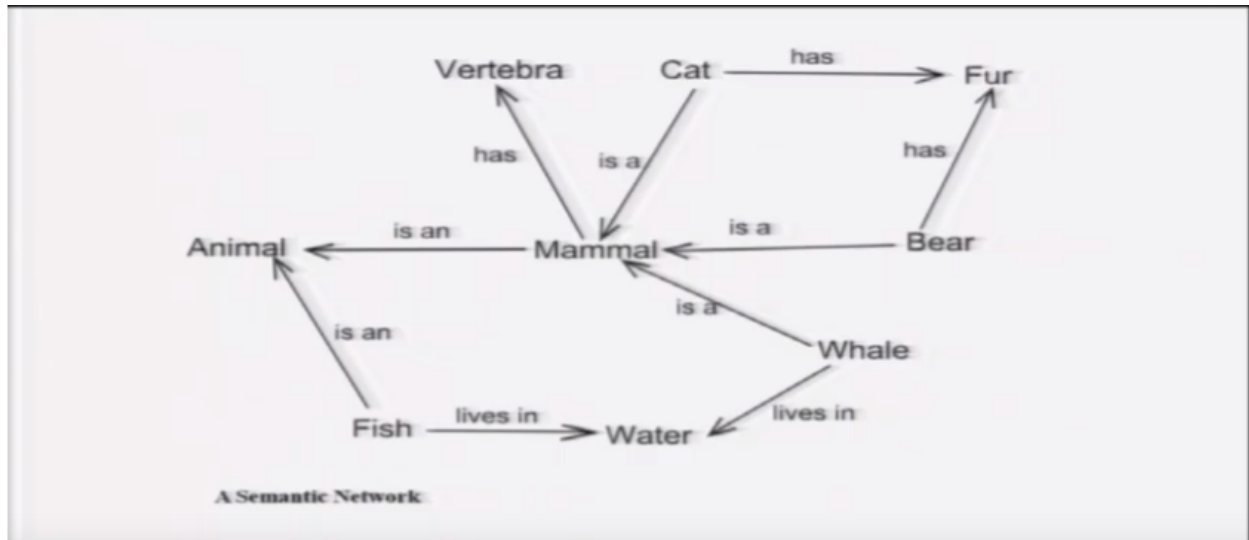 Vertebra
Cat
has
Fur
has
is a
has
Animal
is an
Mammal
is a
Bear
is a
is an
Whale
Fish
lives in
Water
lives in
A Semantic Network